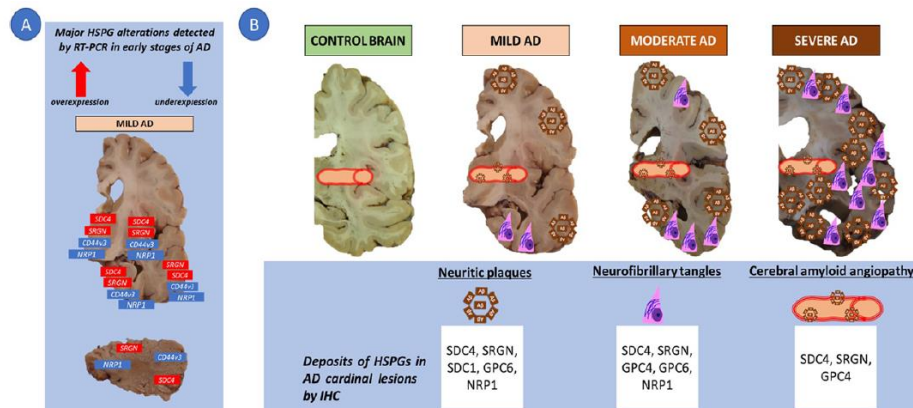 A
Major HSPG alterations detected
by RT-PCR in early stages of AD
overexpression
underexpression
MILD AD
SDC4
SRGN
CD44v3
NRP1
SDC4
SRGN
CD44v3
NRP1
SDC4
SRGN
CD44v3
NRP1
SRGN
SDC4
CD44v3
NRP1
SRGN
NRP1
CD44v3
SDC4
B
CONTROL BRAIN
MILD AD
MODERATE AD
SEVERE AD
Neuritic plaques
Neurofibrillary tangles
Cerebral amyloid angiopathy
Deposits of HSPGs in
AD cardinal lesions
by IHC
SDC4, SRGN,
SDC1, GPC6,
NRP1
SDC4, SRGN,
GPC4, GPC6,
NRP1
SDC4, SRGN,
GPC4